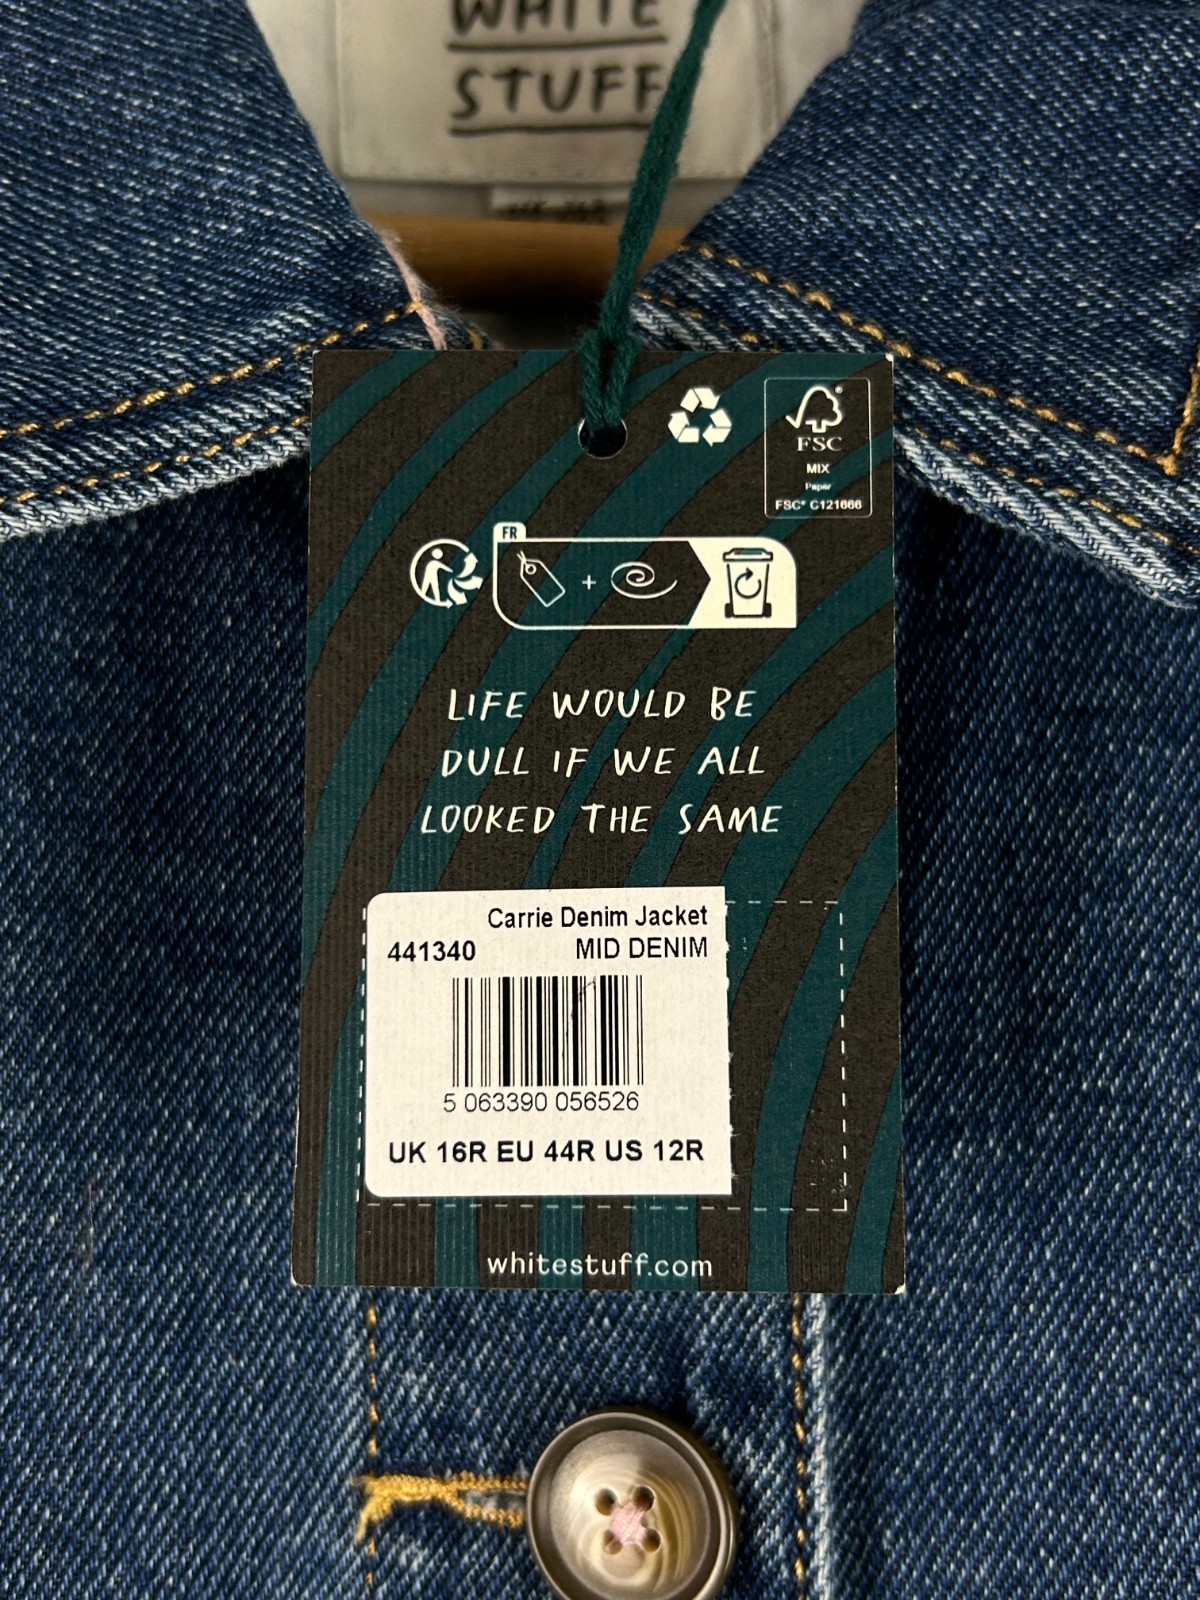 WHITE
STUFF
FSC
MIX
Paper
FSC® C121666
FR
+
LIFE WOULD BE
DULL IF WE ALL
LOOKED THE SAME
Carrie Denim Jacket
441340 MID DENIM
5 063390 056526
UK 16R EU 44R US 12R
whitestuff.com